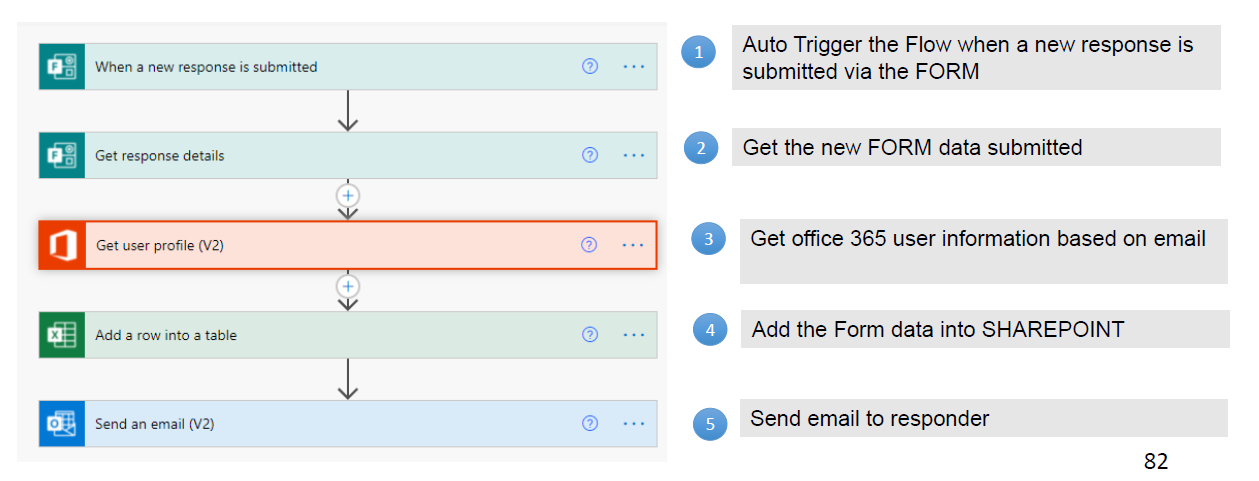 When a new response is submitted
1
Auto Trigger the Flow when a new response is
submitted via the FORM
Get response details
2
Get the new FORM data submitted
Get user profile (V2)
3
Get office 365 user information based on email
Add a row into a table
4
Add the Form data into SHAREPOINT
Send an email (V2)
5
Send email to responder
82